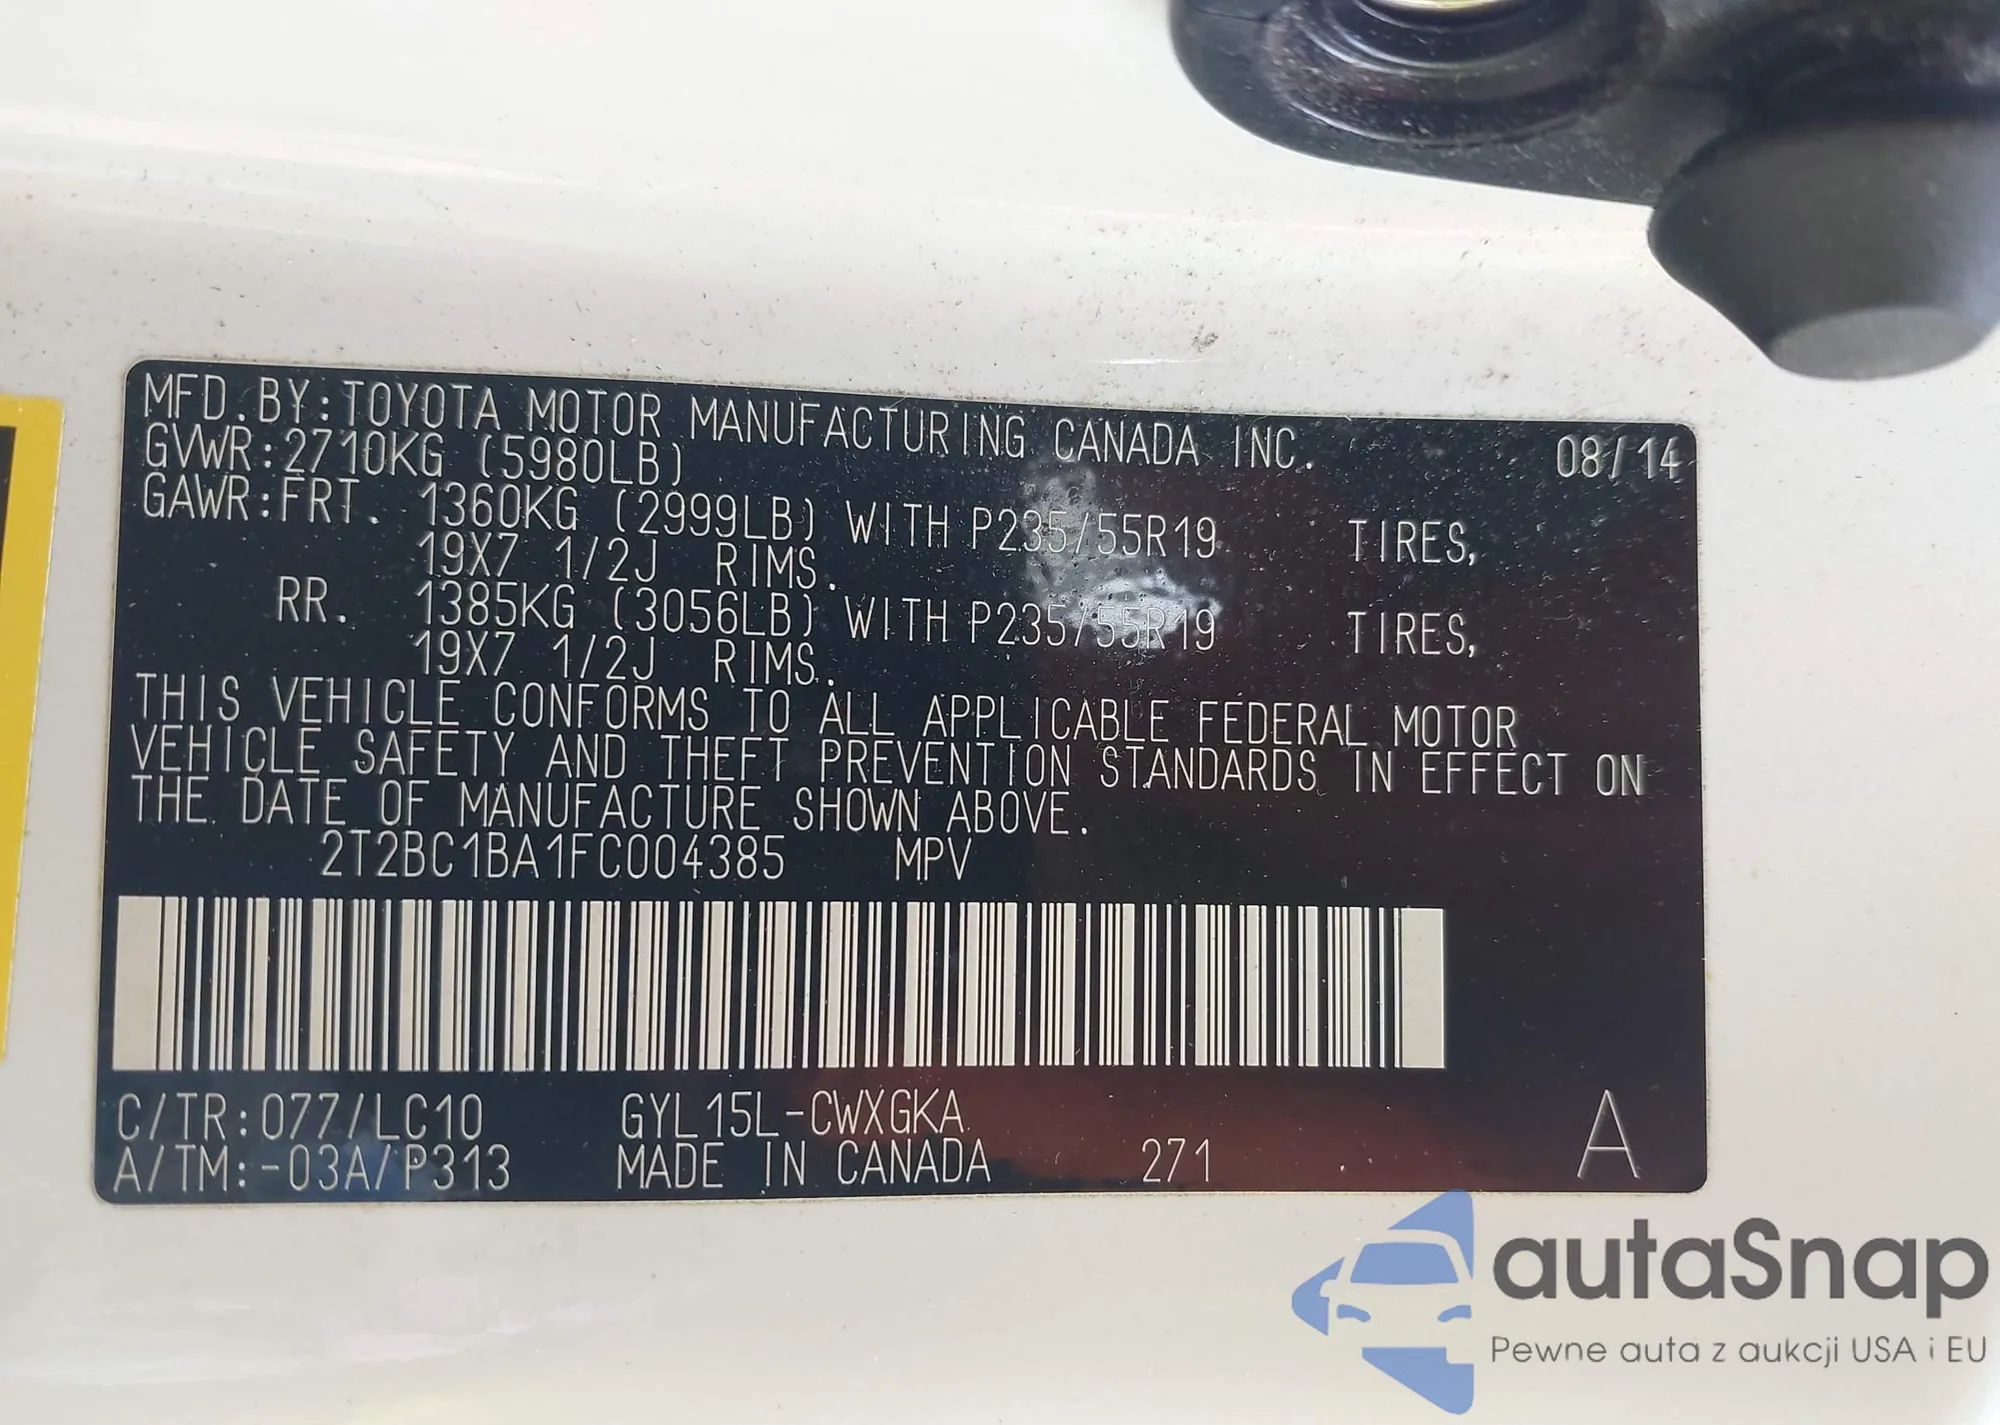 MFD. BY: TOYOTA MOTOR MANUFACTURING CANADA INC. 08/14
GVWR: 2710KG (5980LB)
GAWR: FRT. 1360KG (2999LB) WITH P235/55R19 TIRES,
19X7 1/2J RIMS.
RR. 1385KG (3056LB) WITH P235/55R19 TIRES,
19X7 1/2J RIMS.
THIS VEHICLE CONFORMS TO ALL APPLICABLE FEDERAL MOTOR
VEHICLE SAFETY AND THEFT PREVENTION STANDARDS IN EFFECT ON
THE DATE OF MANUFACTURE SHOWN ABOVE.
2T2BC1BA1FC004385 MPV
C/TR: 077/LC10 GYL15L-CWXGKA
A/TM: -03A/P313 MADE IN CANADA 271 A
autaSnap
Pewne auta z aukcji USA i EU